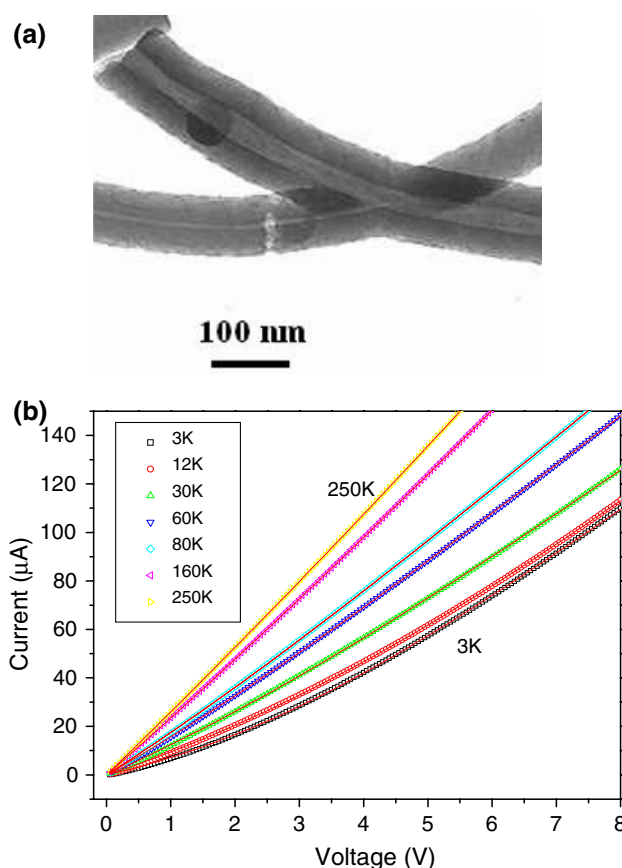 (a)
100 nm
(b)
Current (μA)
140
120
100
80
60
40
20
0
3K
12K
30K
60K
80K
160K
250K
250K
3K
0 1 2 3 4 5 6 7 8
Voltage (V)